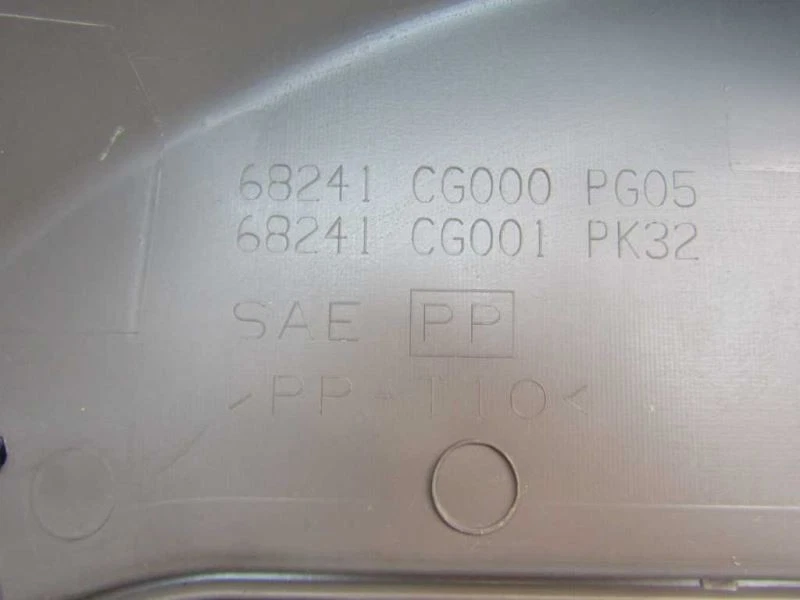 68241 CG000 PG05
68241 CG001 PK32
SAE PP
>PP-T10<